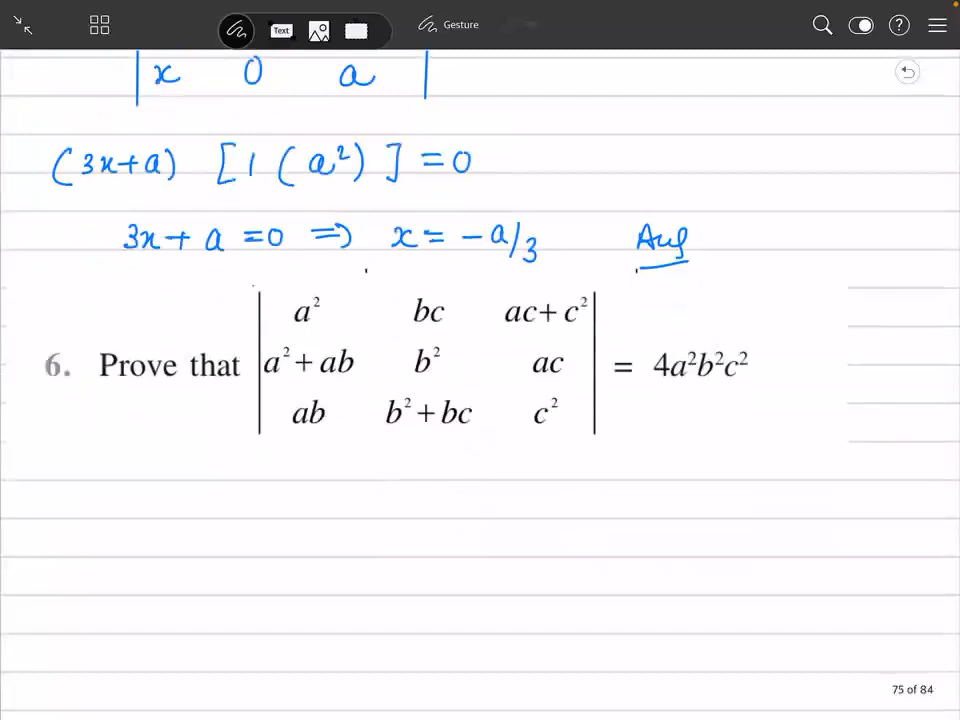 Text Gesture
| x 0 a |
(3x+a) [1(a²)] =0
3x+a =0 ⇒ x = -a/3 Ans
a² bc ac+c²
6. Prove that a²+ab b² ac = 4a²b²c²
ab b²+bc c²
75 of 84